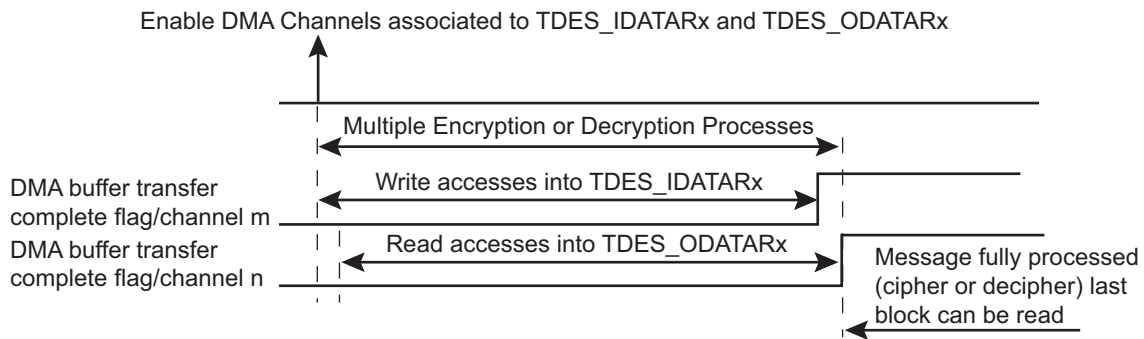 Enable DMA Channels associated to TDES_IDATARx and TDES_ODATARx
Multiple Encryption or Decryption Processes
DMA buffer transfer
complete flag/channel m
Write accesses into TDES_IDATARx
DMA buffer transfer
complete flag/channel n
Read accesses into TDES_ODATARx
Message fully processed
(cipher or decipher) last
block can be read